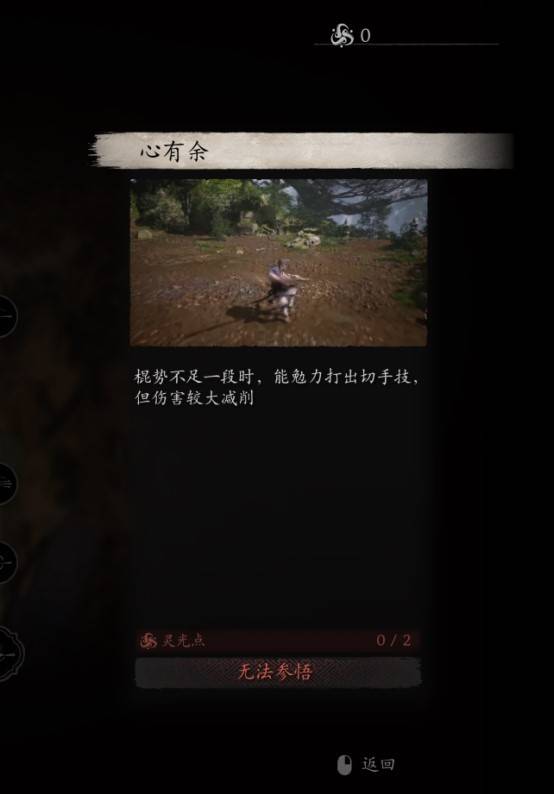 0
心有余
棍势不足一段时，能勉力打出切手技，
但伤害较大减削
灵光点 0/2
无法参悟
返回